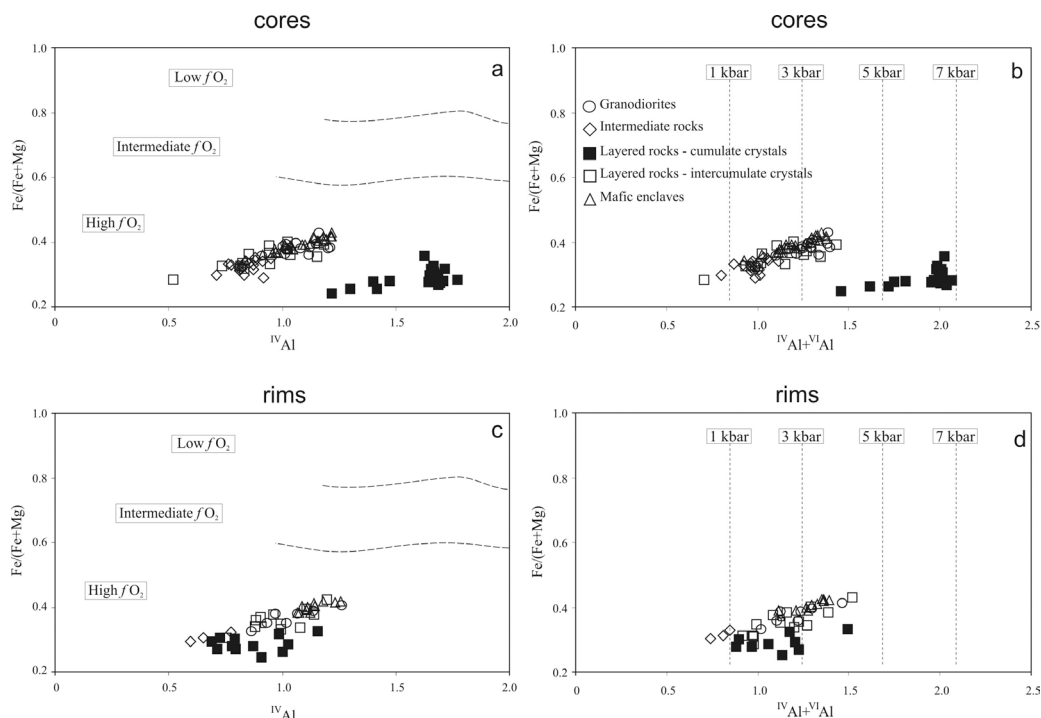 cores
cores
1.0
Low fO₂
a
0.8
Intermediate fO₂
Fe/(Fe+Mg)
0.6
High fO₂
0.4
0.2
0
0.5
1.0
1.5
2.0
ᴵⱽAl
1.0
1 kbar
3 kbar
5 kbar
7 kbar
b
Granodiorites
0.8
Intermediate rocks
Layered rocks - cumulate crystals
Layered rocks - intercumulate crystals
Mafic enclaves
Fe/(Fe+Mg)
0.6
0.4
0.2
0
0.5
1.0
1.5
2.0
2.5
ᴵⱽAl+ⱽᴵAl
rims
rims
1.0
Low fO₂
c
0.8
Intermediate fO₂
Fe/(Fe+Mg)
0.6
High fO₂
0.4
0.2
0
0.5
1.0
1.5
2.0
ᴵⱽAl
1.0
1 kbar
3 kbar
5 kbar
7 kbar
d
0.8
Fe/(Fe+Mg)
0.6
0.4
0.2
0
0.5
1.0
1.5
2.0
2.5
ᴵⱽAl+ⱽᴵAl